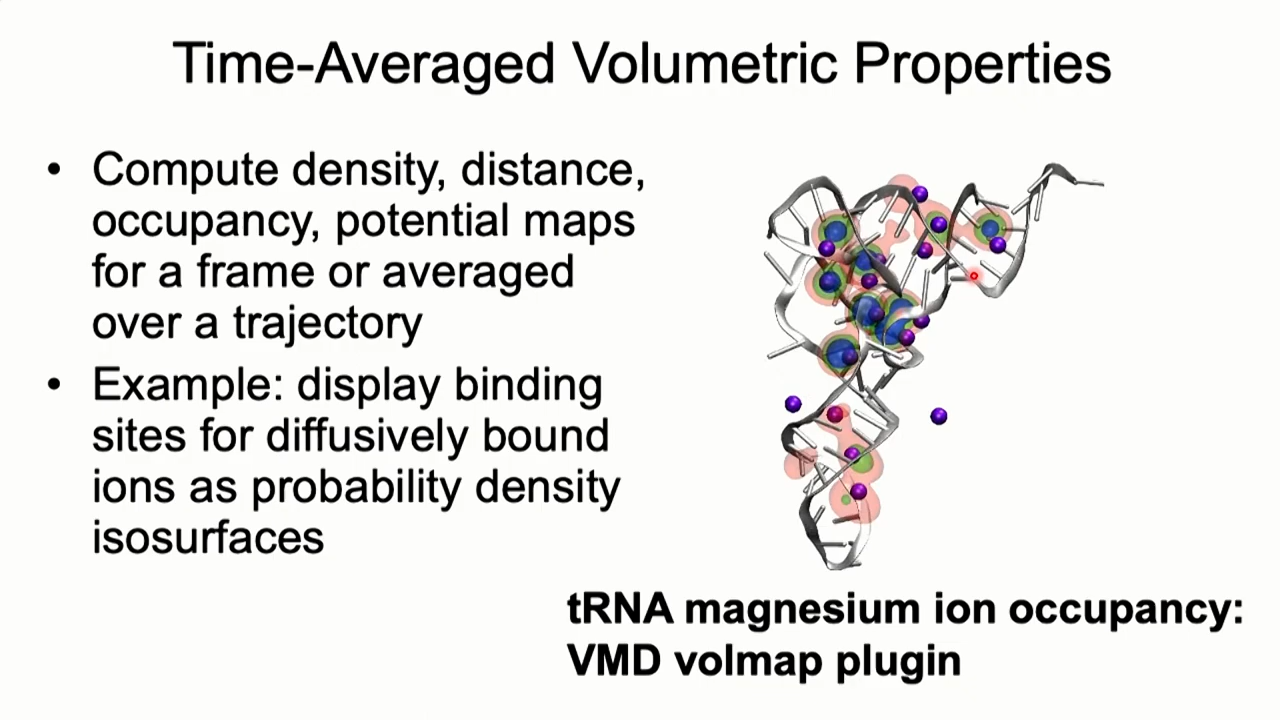 Time-Averaged Volumetric Properties
• Compute density, distance,
occupancy, potential maps
for a frame or averaged
over a trajectory
• Example: display binding
sites for diffusively bound
ions as probability density
isosurfaces
tRNA magnesium ion occupancy:
VMD volmap plugin